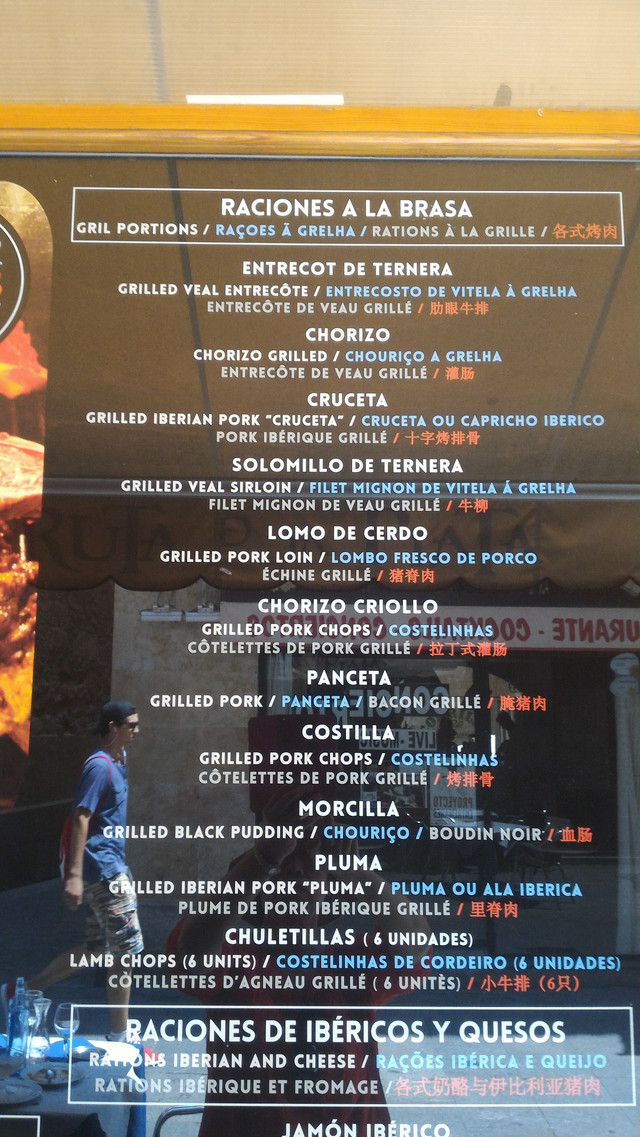 RACIONES A LA BRASA
GRIL PORTIONS / RAÇOES Ã GRELHA / RATIONS À LA GRILLE / 各式烤肉
ENTRECOT DE TERNERA
GRILLED VEAL ENTRECÔTE / ENTRECOSTO DE VITELA À GRELHA
ENTRECÔTE DE VEAU GRILLÉ / 肋眼牛排
CHORIZO
CHORIZO GRILLED / CHOURIÇO A GRELHA
ENTRECÔTE DE VEAU GRILLÉ / 灌肠
CRUCETA
GRILLED IBERIAN PORK “CRUCETA” / CRUCETA OU CAPRICHO IBERICO
PORK IBÉRIQUE GRILLÉ / 十字烤排骨
SOLOMILLO DE TERNERA
GRILLED VEAL SIRLOIN / FILET MIGNON DE VITELA Á GRELHA
FILET MIGNON DE VEAU GRILLÉ / 牛柳
LOMO DE CERDO
GRILLED PORK LOIN / LOMBO FRESCO DE PORCO
ÉCHINE GRILLÉ / 猪脊肉
CHORIZO CRIOLLO
GRILLED PORK CHOPS / COSTELINHAS
CÔTELETTES DE PORK GRILLÉ / 拉丁式灌肠
PANCETA
GRILLED PORK / PANCETA / BACON GRILLÉ / 腌猪肉
COSTILLA
GRILLED PORK CHOPS / COSTELINHAS
CÔTELETTES DE PORK GRILLÉ / 烤排骨
MORCILLA
GRILLED BLACK PUDDING / CHOURIÇO / BOUDIN NOIR / 血肠
PLUMA
GRILLED IBERIAN PORK “PLUMA” / PLUMA OU ALA IBERICA
PLUME DE PORK IBÉRIQUE GRILLÉ / 里脊肉
CHULETILLAS ( 6 UNIDADES)
LAMB CHOPS (6 UNITS) / COSTELINHAS DE CORDEIRO (6 UNIDADES)
CÒTELLETTES D’AGNEAU GRILLÉ ( 6 UNITÈS) / 小牛排（6只）
RACIONES DE IBÉRICOS Y QUESOS
RATIONS IBERIAN AND CHEESE / RAÇÕES IBÉRICA E QUEIJO
RATIONS IBÉRIQUE ET FROMAGE / 各式奶酪与伊比利亚猪肉
JAMÓN IBÉRICO